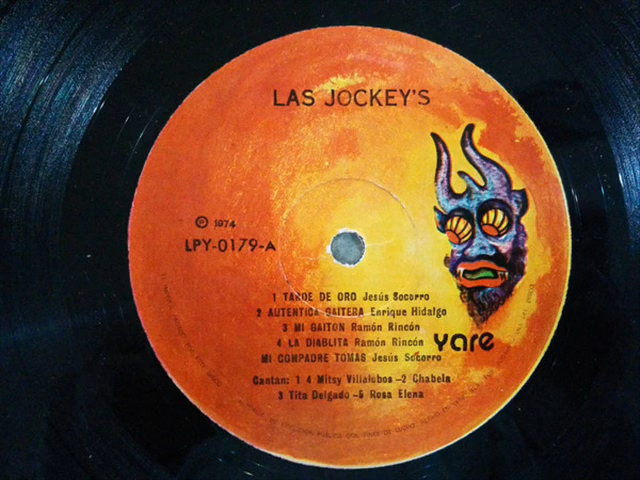 LAS JOCKEY'S
Ⓟ 1974
LPY-0179-A
1 TARDE DE ORO Jesús Socorro
2 AUTENTICA GAITERA Enrique Hidalgo
3 MI GAITON Ramón Rincón
4 LA DIABLITA Ramón Rincón
MI COMPADRE TOMAS Jesús Socorro
yare
Cantan: 1 4 Mitsy Villalobos -2 Chabela
3 Tita Delgado -5 Rosa Elena